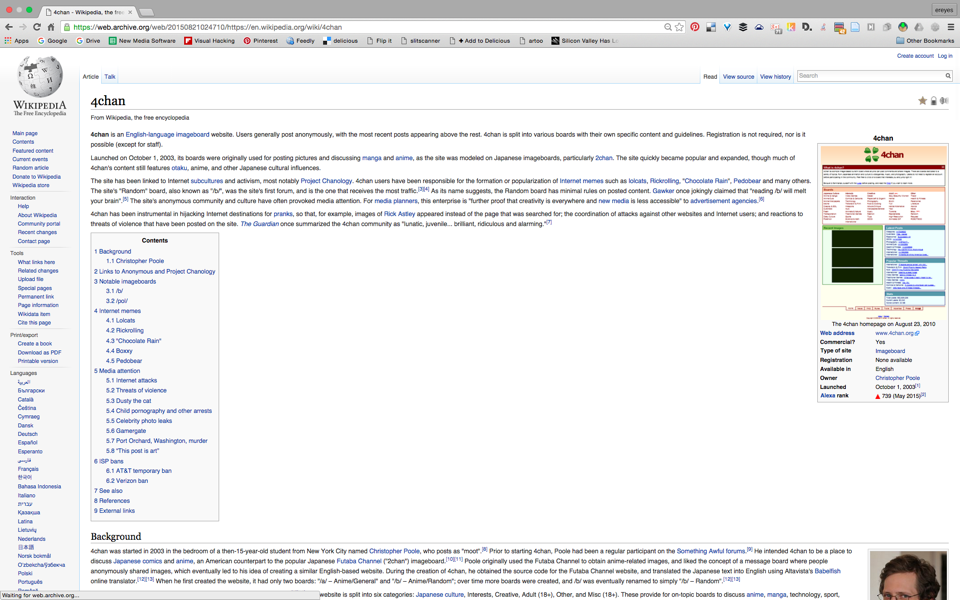 4chan - Wikipedia, the free
ereyes
https://web.archive.org/web/20150821024710/https://en.wikipedia.org/wiki/4chan
Apps Google Drive New Media Software Visual Hacking Pinterest Feedly delicious Flip it slitscanner + Add to Delicious artoo Silicon Valley Has Other Bookmarks
Create account Log in
WIKIPEDIA
The Free Encyclopedia
Article Talk Read View source View history Search
4chan
From Wikipedia, the free encyclopedia
Main page
Contents
Featured content
Current events
Random article
Donate to Wikipedia
Wikipedia store
Interaction
Help
About Wikipedia
Community portal
Recent changes
Contact page
Tools
What links here
Related changes
Upload file
Special pages
Permanent link
Page information
Wikidata item
Cite this page
Print/export
Create a book
Download as PDF
Printable version
Languages
العربية
Български
Català
Čeština
Cymraeg
Dansk
Deutsch
Español
Esperanto
فارسی
Français
한국어
Bahasa Indonesia
Italiano
עברית
Қазақша
Latina
Lietuvių
Nederlands
日本語
Norsk bokmål
Oʻzbekcha/ўзбекча
Polski
Português
4chan is an English-language imageboard website. Users generally post anonymously, with the most recent posts appearing above the rest. 4chan is split into various boards with their own specific content and guidelines. Registration is not required, nor is it
possible (except for staff).
Launched on October 1, 2003, its boards were originally used for posting pictures and discussing manga and anime, as the site was modeled on Japanese imageboards, particularly 2chan. The site quickly became popular and expanded, though much of
4chan's content still features otaku, anime, and other Japanese cultural influences.
The site has been linked to Internet subcultures and activism, most notably Project Chanology. 4chan users have been responsible for the formation or popularization of Internet memes such as lolcats, Rickrolling, "Chocolate Rain", Pedobear and many others.
The site's "Random" board, also known as "/b/", was the site's first forum, and is the one that receives the most traffic.[3][4] As its name suggests, the Random board has minimal rules on posted content. Gawker once jokingly claimed that "reading /b/ will melt
your brain".[5] The site's anonymous community and culture have often provoked media attention. For media planners, this enterprise is "further proof that creativity is everywhere and new media is less accessible" to advertisement agencies.[6]
4chan has been instrumental in hijacking Internet destinations for pranks, so that, for example, images of Rick Astley appeared instead of the page that was searched for; the coordination of attacks against other websites and Internet users; and reactions to
threats of violence that have been posted on the site. The Guardian once summarized the 4chan community as "lunatic, juvenile... brilliant, ridiculous and alarming."[7]
Contents
1 Background
1.1 Christopher Poole
2 Links to Anonymous and Project Chanology
3 Notable imageboards
3.1 /b/
3.2 /pol/
4 Internet memes
4.1 Lolcats
4.2 Rickrolling
4.3 "Chocolate Rain"
4.4 Boxxy
4.5 Pedobear
5 Media attention
5.1 Internet attacks
5.2 Threats of violence
5.3 Dusty the cat
5.4 Child pornography and other arrests
5.5 Celebrity photo leaks
5.6 Gamergate
5.7 Port Orchard, Washington, murder
5.8 "This post is art"
6 ISP bans
6.1 AT&T temporary ban
6.2 Verizon ban
7 See also
8 References
9 External links
4chan
4chan
The 4chan homepage on August 23, 2010
Web address www.4chan.org
Commercial? Yes
Type of site Imageboard
Registration None available
Available in English
Owner Christopher Poole
Launched October 1, 2003[1]
Alexa rank 739 (May 2015)[2]
Background
4chan was started in 2003 in the bedroom of a then-15-year-old student from New York City named Christopher Poole, who posts as "moot".[8] Prior to starting 4chan, Poole had been a regular participant on the Something Awful forums.[9] He intended 4chan to be a place to
discuss Japanese comics and anime, an American counterpart to the popular Japanese Futaba Channel ("2chan") imageboard.[10][11] Poole originally used the Futaba Channel to obtain anime-related images, and liked the concept of a message board where people
anonymously shared images, which eventually led to his idea of creating a similar English-based website. During the creation of 4chan, he obtained the source code for the Futaba Channel website, and translated the Japanese text into English using Altavista's Babelfish
online translator.[12][13] When he first created the website, it had only two boards: "/a/ – Anime/General" and "/b/ – Anime/Random"; over time more boards were created, and /b/ was eventually renamed to simply "/b/ – Random".[12][13]
website is split into six categories: Japanese culture, Interests, Creative, Adult (18+), Other, and Misc (18+). These provide for on-topic boards to discuss anime, manga, technology, sport,
Waiting for web.archive.org...